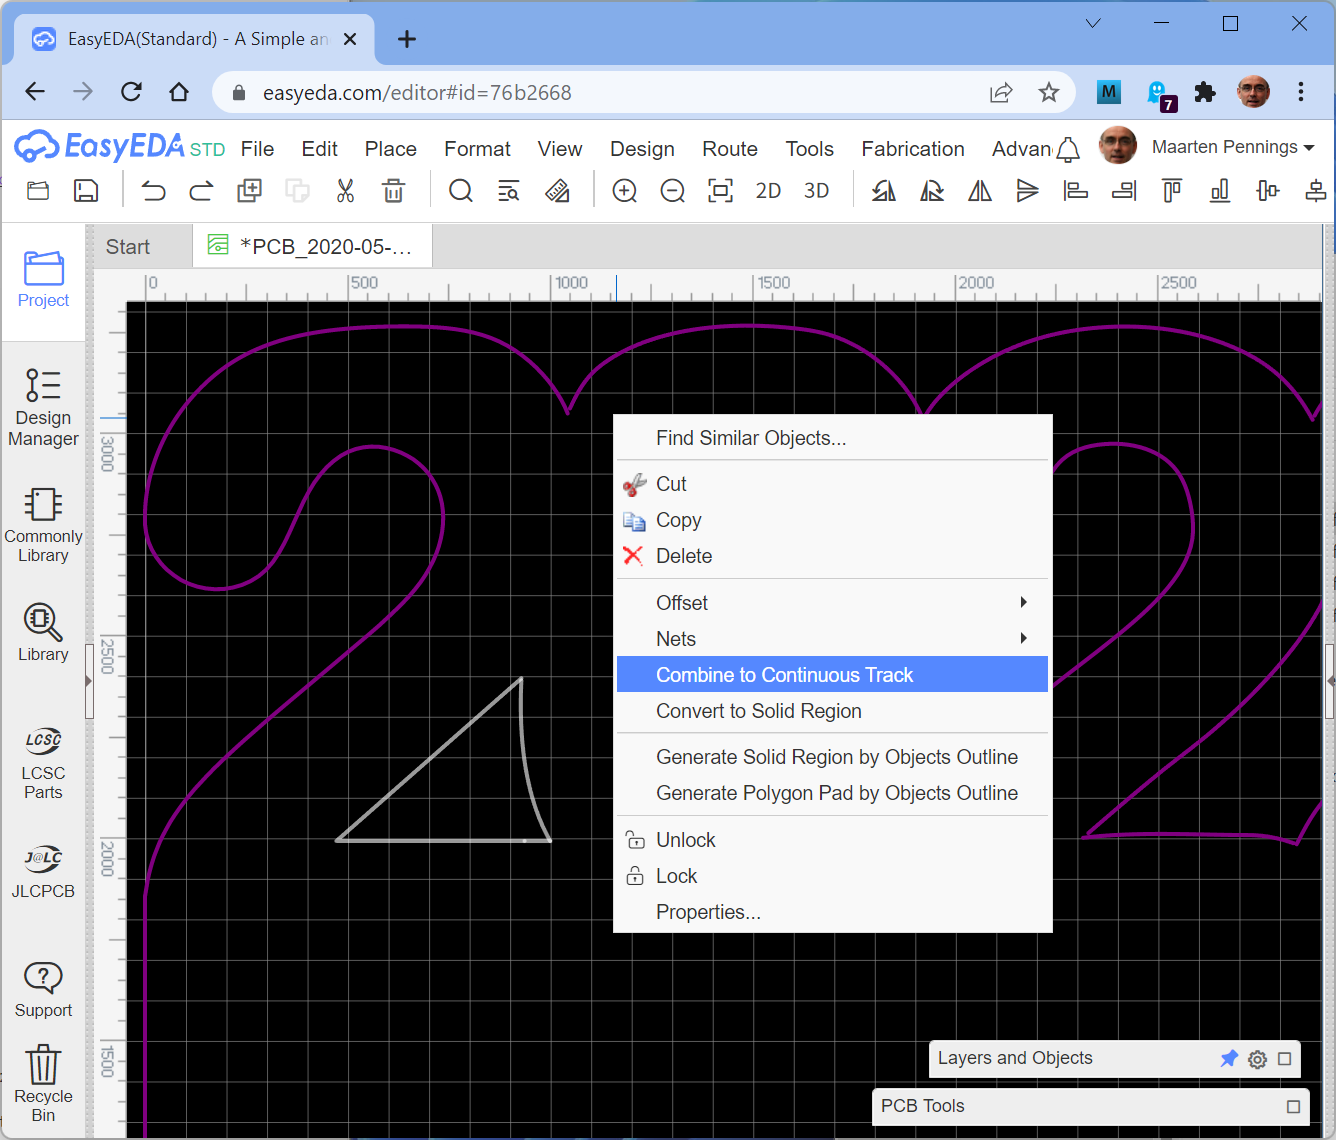 EasyEDA(Standard) - A Simple an
easyeda.com/editor#id=76b2668
M
7
EasyEDA STD File Edit Place Format View Design Route Tools Fabrication Advan Maarten Pennings
2D 3D
Start *PCB_2020-05-...
Project
0 500 1000 1500 2000 2500
3000
2500
2000
1500
Design
Manager
Commonly
Library
Library
LCSC
LCSC
Parts
J@LC
JLCPCB
Support
Recycle
Bin
Find Similar Objects...
Cut
Copy
Delete
Offset
Nets
Combine to Continuous Track
Convert to Solid Region
Generate Solid Region by Objects Outline
Generate Polygon Pad by Objects Outline
Unlock
Lock
Properties...
Layers and Objects
PCB Tools